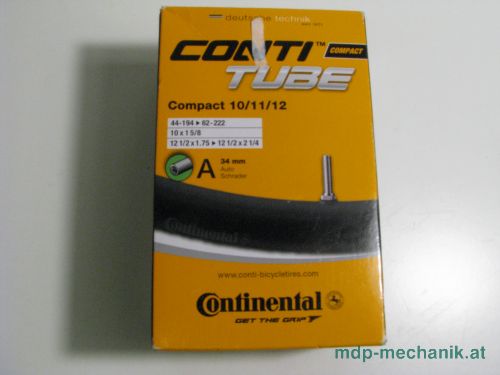 deutsche technik
CONTI™ COMPACT
TUBE
Compact 10/11/12
44-194 ▸ 62-222
10 x 1 5/8
12 1/2 x 1.75 ▸ 12 1/2 x 2 1/4
A
34 mm
Auto
Schrader
Continental
www.conti-bicycletires.com
Continental
GET THE GRIP
mdp-mechanik.at